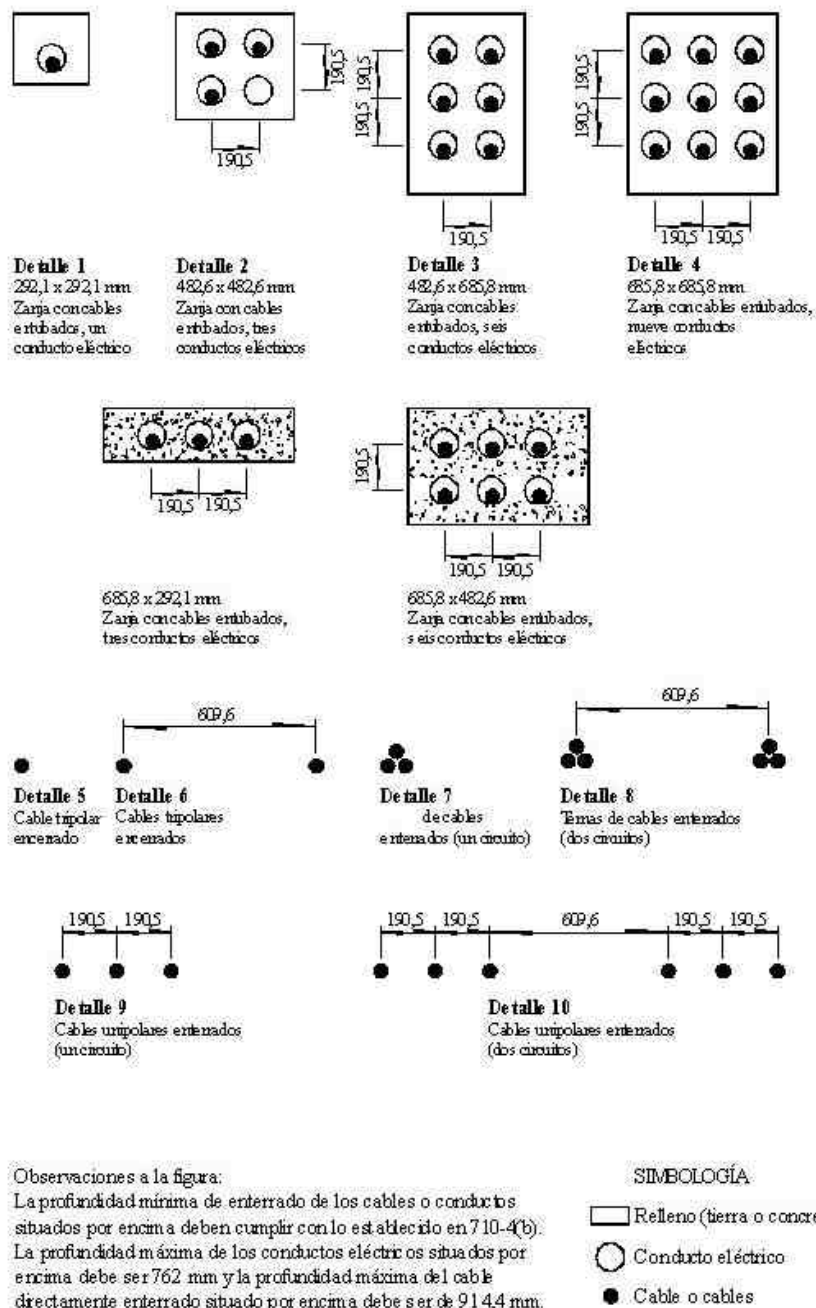 190,5
190,5
190,5
190,5
190,5
190,5
190,5
190,5
190,5
190,5
Detalle 1
292,1 x 292,1 mm
Zanja con cables
entubados, un
conducto eléctrico
Detalle 2
482,6 x 482,6 mm
Zanja con cables
entubados, tres
conductos eléctricos
Detalle 3
482,6 x 685,8 mm
Zanja con cables
entubados, seis
conductos eléctricos
Detalle 4
685,8 x 685,8 mm
Zanja con cables entubados,
nueve conductos
eléctricos
190,5
190,5
190,5
190,5
190,5
685,8 x 292,1 mm
Zanja con cables entubados,
tres conductos eléctricos
685,8 x 482,6 mm
Zanja con cables entubados,
seis conductos eléctricos
609,6
609,6
Detalle 5
Cable tripolar
encerrado
Detalle 6
Cables tripolares
encerrados
Detalle 7
de cables
enterrados (un circuito)
Detalle 8
Ternas de cables enterrados
(dos circuitos)
190,5 190,5
190,5 190,5 609,6 190,5 190,5
Detalle 9
Cables unipolares enterrados
(un circuito)
Detalle 10
Cables unipolares enterrados
(dos circuitos)
Observaciones a la figura:
La profundidad mínima de enterrado de los cables o conductos
situados por encima deben cumplir con lo establecido en 710-4(b).
La profundidad máxima de los conductos eléctricos situados por
encima debe ser 762 mm y la profundidad máxima del cable
directamente enterrado situado por encima debe ser de 914,4 mm.
SIMBOLOGÍA
Relleno (tierra o concre
Conducto eléctrico
Cable o cables